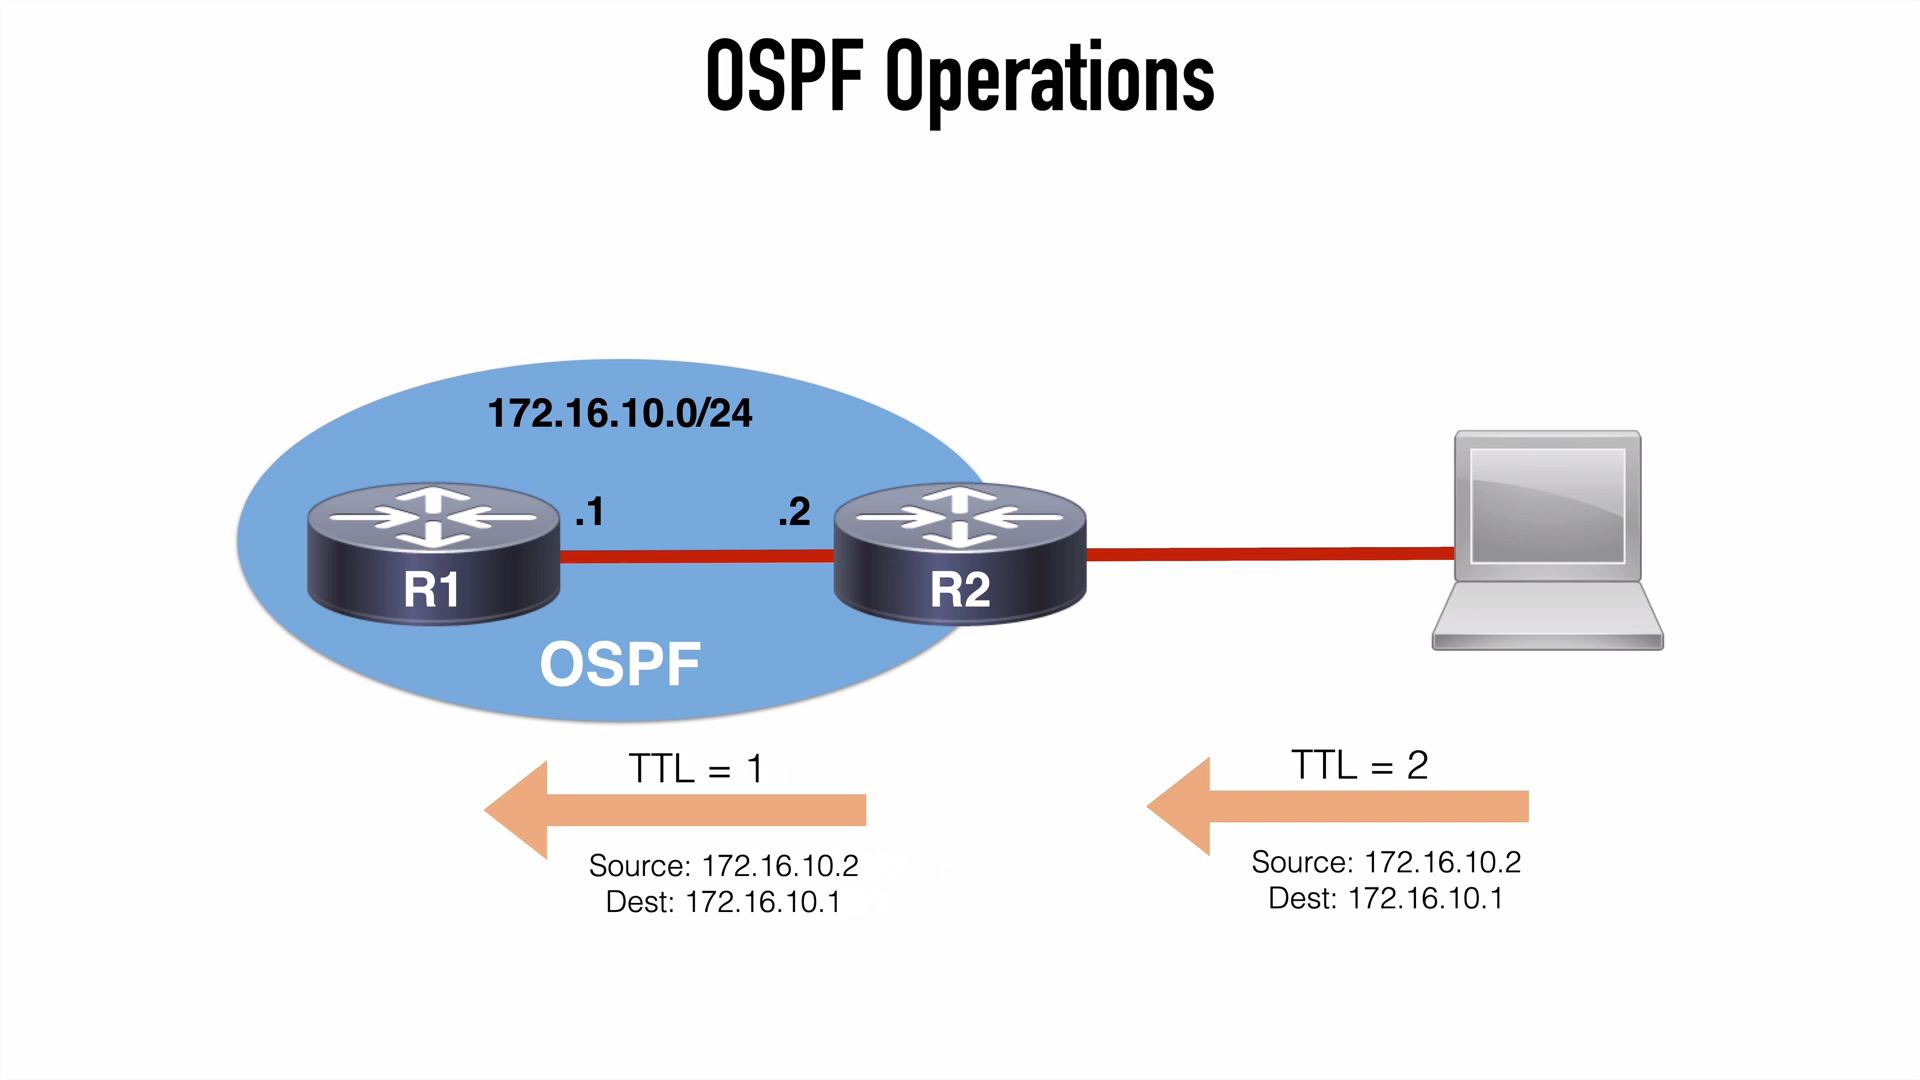 OSPF Operations
172.16.10.0/24
.1
.2
R1
R2
OSPF
TTL = 1
Source: 172.16.10.2
Dest: 172.16.10.1
TTL = 2
Source: 172.16.10.2
Dest: 172.16.10.1